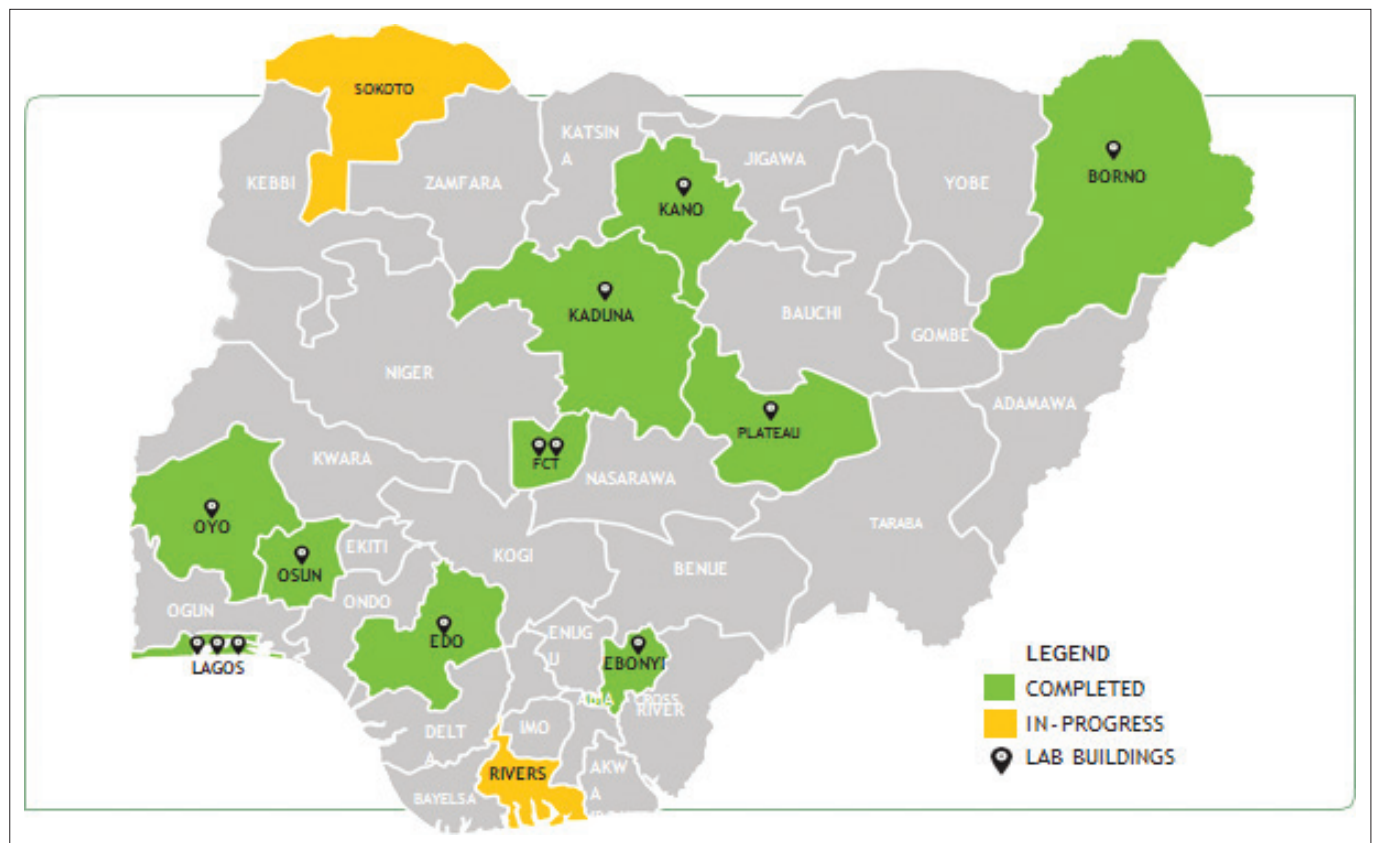 SOKOTO
KATSIN
A
JIGAWA
KEBBI
ZAMFARA
YOBE
BORNO
KANO
KADUNA
BAUCHI
GOMBE
NIGER
ADAMAWA
PLATEAU
FCT
KWARA
NASARAWA
OYO
TARABA
EKITI
KOGI
OSUN
BENUE
OGUN
ONDO
EDO
ENUG
U
EBONYI
LAGOS
CROSS
RIVER
DELT
A
IMO
RIVERS
AKW
A
BAYELSA
LEGEND
COMPLETED
IN-PROGRESS
LAB BUILDINGS